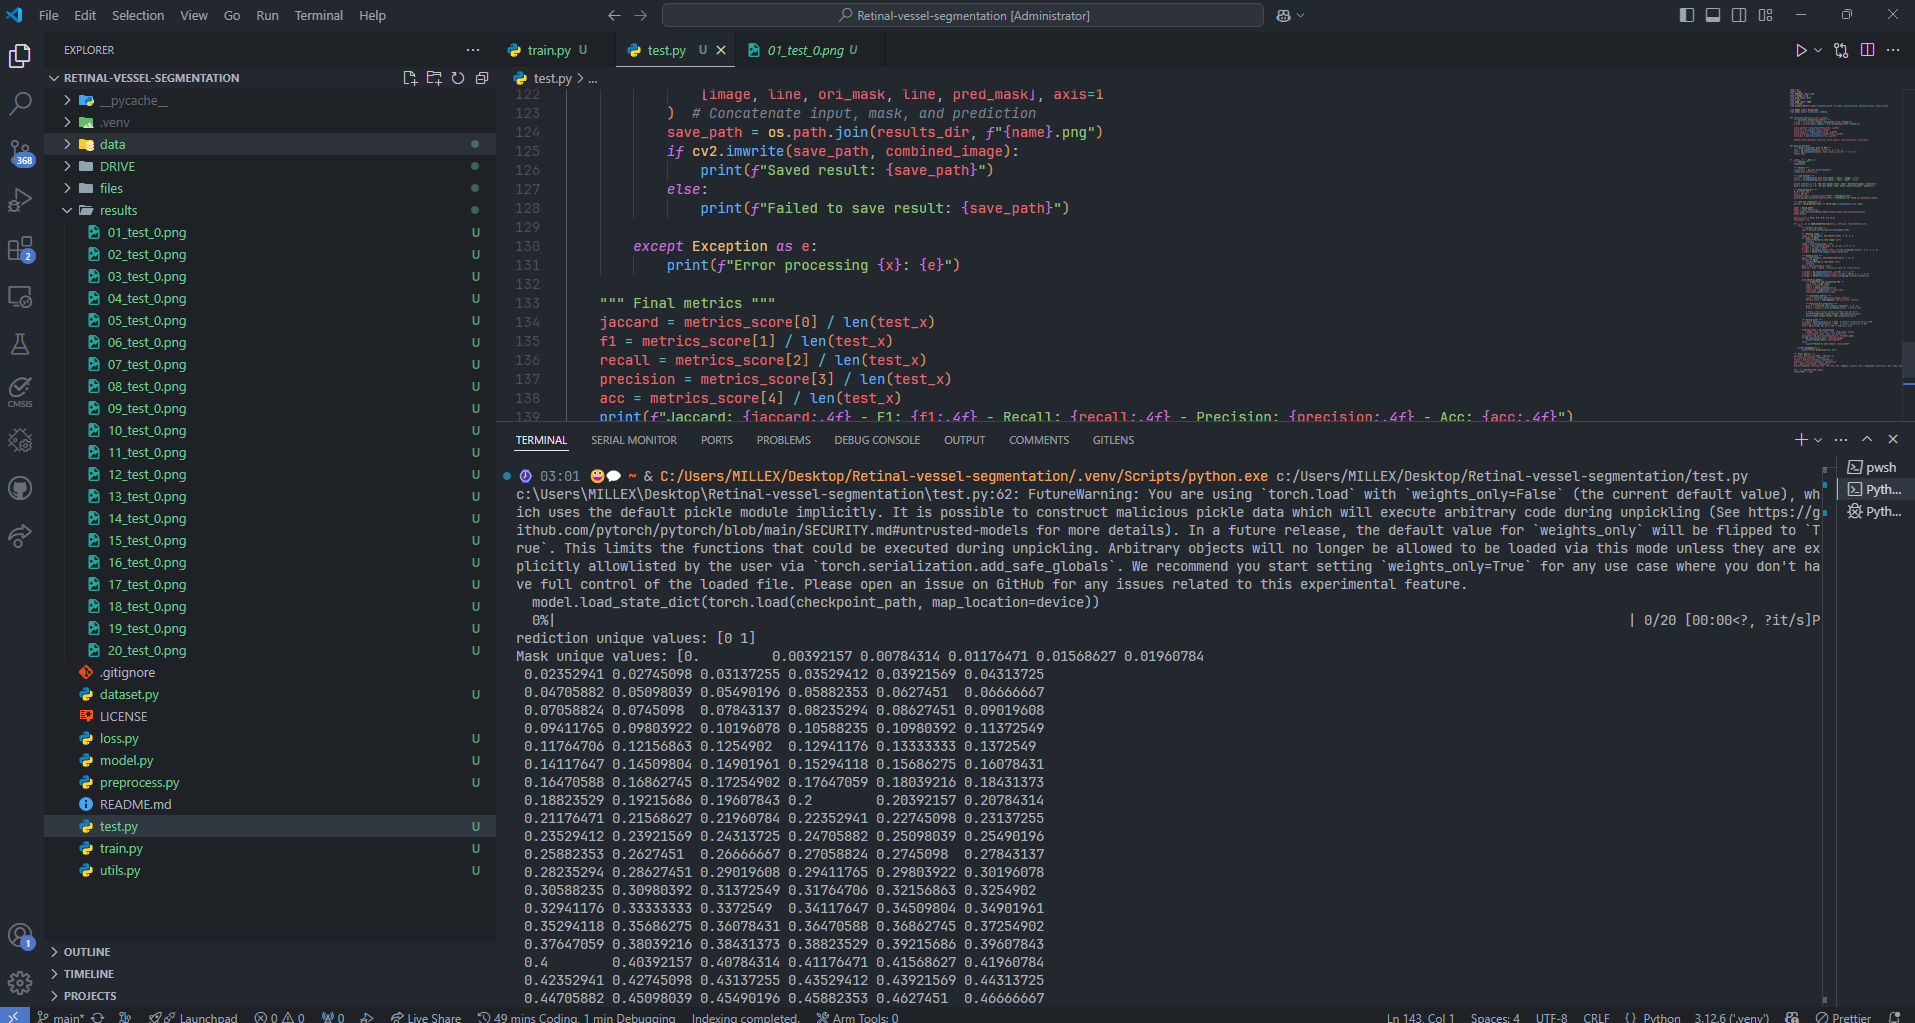 File Edit Selection View Go Run Terminal Help
Retinal-vessel-segmentation [Administrator]
EXPLORER
RETINAL-VESSEL-SEGMENTATION
__pycache__
.venv
data
DRIVE
files
results
01_test_0.png U
02_test_0.png U
03_test_0.png U
04_test_0.png U
05_test_0.png U
06_test_0.png U
07_test_0.png U
08_test_0.png U
09_test_0.png U
10_test_0.png U
11_test_0.png U
12_test_0.png U
13_test_0.png U
14_test_0.png U
15_test_0.png U
16_test_0.png U
17_test_0.png U
18_test_0.png U
19_test_0.png U
20_test_0.png U
.gitignore
dataset.py U
LICENSE
loss.py U
model.py U
preprocess.py U
README.md
test.py U
train.py U
utils.py U
OUTLINE
TIMELINE
PROJECTS
368
2
CMSIS
1
train.py U test.py U 01_test_0.png U
test.py > ...
122 [image, line, ori_mask, line, pred_mask], axis=1
123 ) # Concatenate input, mask, and prediction
124 save_path = os.path.join(results_dir, f"{name}.png")
125 if cv2.imwrite(save_path, combined_image):
126 print(f"Saved result: {save_path}")
127 else:
128 print(f"Failed to save result: {save_path}")
129
130 except Exception as e:
131 print(f"Error processing {x}: {e}")
132
133 """ Final metrics """
134 jaccard = metrics_score[0] / len(test_x)
135 f1 = metrics_score[1] / len(test_x)
136 recall = metrics_score[2] / len(test_x)
137 precision = metrics_score[3] / len(test_x)
138 acc = metrics_score[4] / len(test_x)
139 print(f"Jaccard: {jaccard:.4f} - F1: {f1:.4f} - Recall: {recall:.4f} - Precision: {precision:.4f} - Acc: {acc:.4f}")
TERMINAL SERIAL MONITOR PORTS PROBLEMS DEBUG CONSOLE OUTPUT COMMENTS GITLENS
03:01 ~ & C:/Users/MILLEX/Desktop/Retinal-vessel-segmentation/.venv/Scripts/python.exe c:/Users/MILLEX/Desktop/Retinal-vessel-segmentation/test.py
c:\Users\MILLEX\Desktop\Retinal-vessel-segmentation\test.py:62: FutureWarning: You are using `torch.load` with `weights_only=False` (the current default value), wh
ich uses the default pickle module implicitly. It is possible to construct malicious pickle data which will execute arbitrary code during unpickling (See https://g
ithub.com/pytorch/pytorch/blob/main/SECURITY.md#untrusted-models for more details). In a future release, the default value for `weights_only` will be flipped to `T
rue`. This limits the functions that could be executed during unpickling. Arbitrary objects will no longer be allowed to be loaded via this mode unless they are ex
plicitly allowlisted by the user via `torch.serialization.add_safe_globals`. We recommend you start setting `weights_only=True` for any use case where you don't ha
ve full control of the loaded file. Please open an issue on GitHub for any issues related to this experimental feature.
model.load_state_dict(torch.load(checkpoint_path, map_location=device))
0%| | 0/20 [00:00<?, ?it/s]P
rediction unique values: [0 1]
Mask unique values: [0. 0.00392157 0.00784314 0.01176471 0.01568627 0.01960784
0.02352941 0.02745098 0.03137255 0.03529412 0.03921569 0.04313725
0.04705882 0.05098039 0.05490196 0.05882353 0.0627451 0.06666667
0.07058824 0.0745098 0.07843137 0.08235294 0.08627451 0.09019608
0.09411765 0.09803922 0.10196078 0.10588235 0.10980392 0.11372549
0.11764706 0.12156863 0.1254902 0.12941176 0.13333333 0.1372549
0.14117647 0.14509804 0.14901961 0.15294118 0.15686275 0.16078431
0.16470588 0.16862745 0.17254902 0.17647059 0.18039216 0.18431373
0.18823529 0.19215686 0.19607843 0.2 0.20392157 0.20784314
0.21176471 0.21568627 0.21960784 0.22352941 0.22745098 0.23137255
0.23529412 0.23921569 0.24313725 0.24705882 0.25098039 0.25490196
0.25882353 0.2627451 0.26666667 0.27058824 0.2745098 0.27843137
0.28235294 0.28627451 0.29019608 0.29411765 0.29803922 0.30196078
0.30588235 0.30980392 0.31372549 0.31764706 0.32156863 0.3254902
0.32941176 0.33333333 0.3372549 0.34117647 0.34509804 0.34901961
0.35294118 0.35686275 0.36078431 0.36470588 0.36862745 0.37254902
0.37647059 0.38039216 0.38431373 0.38823529 0.39215686 0.39607843
0.4 0.40392157 0.40784314 0.41176471 0.41568627 0.41960784
0.42352941 0.42745098 0.43137255 0.43529412 0.43921569 0.44313725
0.44705882 0.45098039 0.45490196 0.45882353 0.4627451 0.46666667
pwsh
Pyth...
Pyth...
main* Launchpad 0 0 0 Live Share 49 mins Coding, 1 min Debugging Indexing completed. Arm Tools: 0 Ln 143, Col 1 Spaces: 4 UTF-8 CRLF {} Python 3.12.6 ('.venv') Prettier